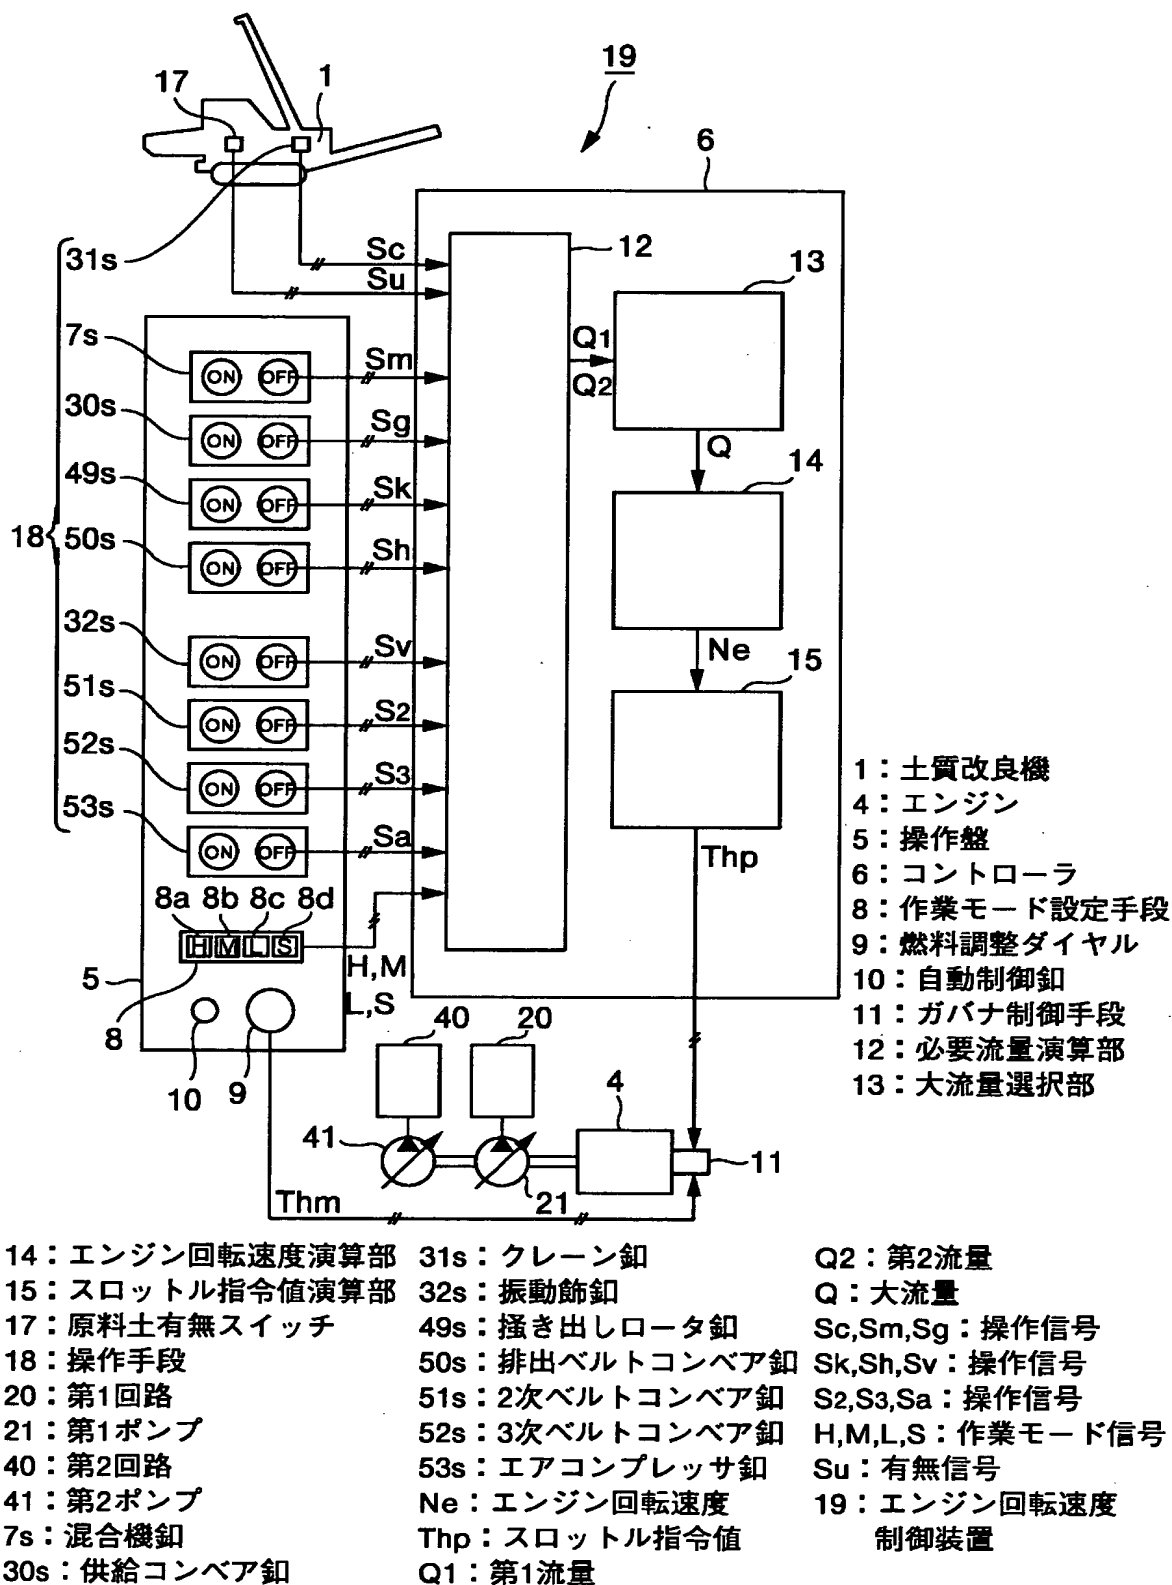 19
17
1
6
31s
Sc
Su
12
13
7s
ON OFF
Sm
Q1
Q2
30s
ON OFF
Sg
Q
14
49s
ON OFF
Sk
18
50s
ON OFF
Sh
32s
ON OFF
Sv
Ne
15
51s
ON OFF
S2
52s
ON OFF
S3
53s
ON OFF
Sa
Thp
8a 8b 8c 8d
H M L S
H,M
L,S
5
8
10
9
40
20
4
41
21
11
Thm
1：土質改良機
4：エンジン
5：操作盤
6：コントローラ
8：作業モード設定手段
9：燃料調整ダイヤル
10：自動制御釦
11：ガバナ制御手段
12：必要流量演算部
13：大流量選択部
14：エンジン回転速度演算部
15：スロットル指令値演算部
17：原料土有無スイッチ
18：操作手段
20：第1回路
21：第1ポンプ
40：第2回路
41：第2ポンプ
7s：混合機釦
30s：供給コンベア釦
31s：クレーン釦
32s：振動篩釦
49s：掻き出しロータ釦
50s：排出ベルトコンベア釦
51s：2次ベルトコンベア釦
52s：3次ベルトコンベア釦
53s：エアコンプレッサ釦
Ne：エンジン回転速度
Thp：スロットル指令値
Q1：第1流量
Q2：第2流量
Q：大流量
Sc,Sm,Sg：操作信号
Sk,Sh,Sv：操作信号
S2,S3,Sa：操作信号
H,M,L,S：作業モード信号
Su：有無信号
19：エンジン回転速度
制御装置